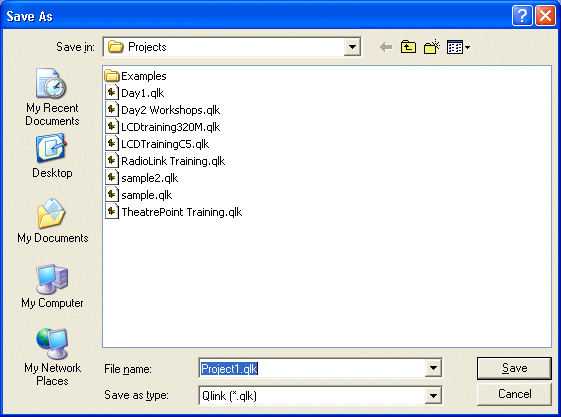 Save As
Save in: Projects
My Recent
Documents
Desktop
My Documents
My Computer
My Network
Places
Examples
Day1.qlk
Day2 Workshops.qlk
LCDtraining320M.qlk
LCDTrainingC5.qlk
RadioLink Training.qlk
sample2.qlk
sample.qlk
TheatrePoint Training.qlk
File name: Project1.qlk Save
Save as type: Qlink (*.qlk) Cancel